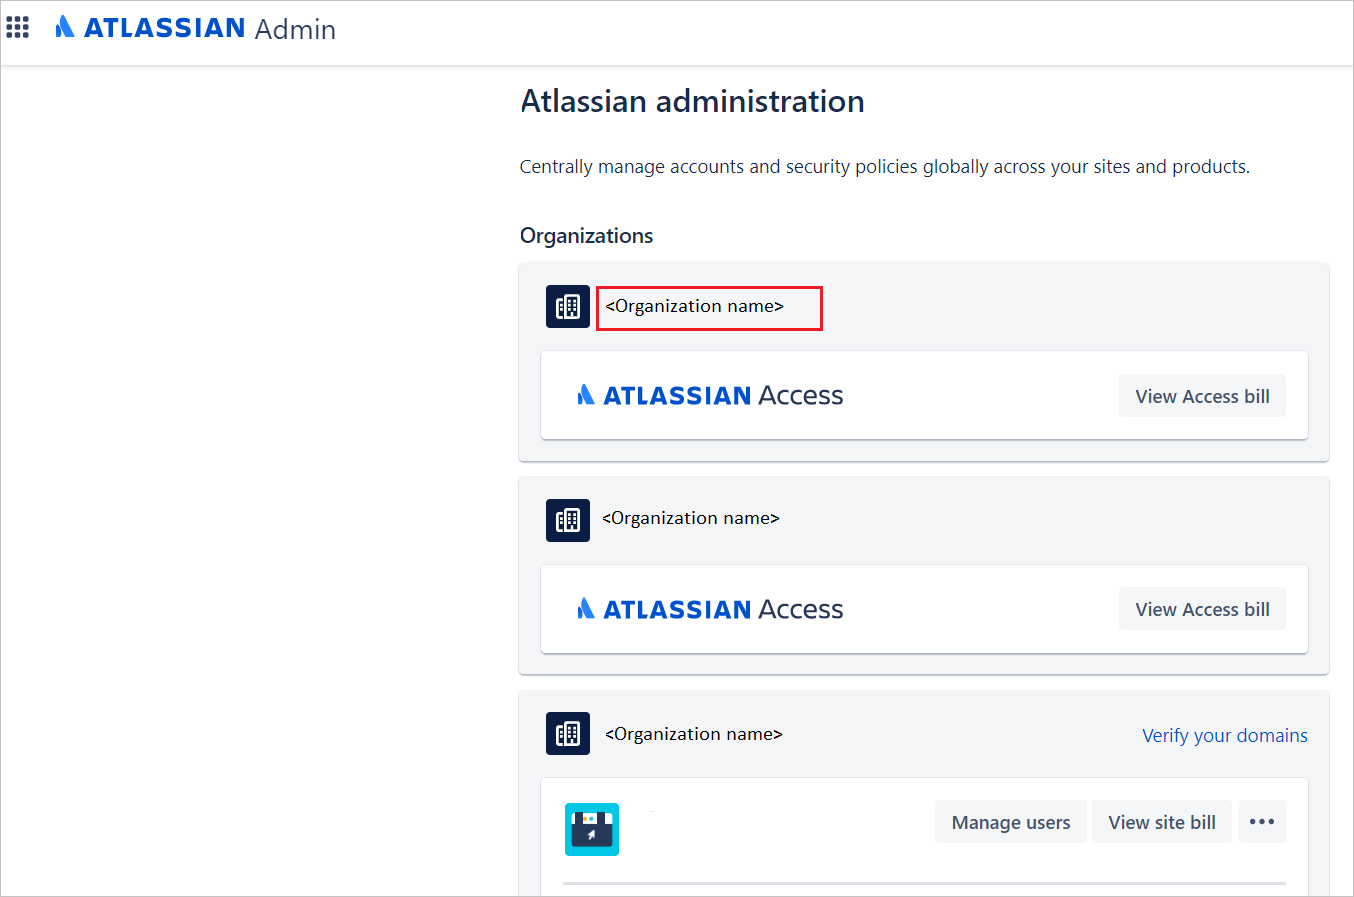 ATLASSIAN Admin
Atlassian administration
Centrally manage accounts and security policies globally across your sites and products.
Organizations
<Organization name>
ATLASSIAN Access
View Access bill
<Organization name>
ATLASSIAN Access
View Access bill
<Organization name>
Verify your domains
Manage users
View site bill